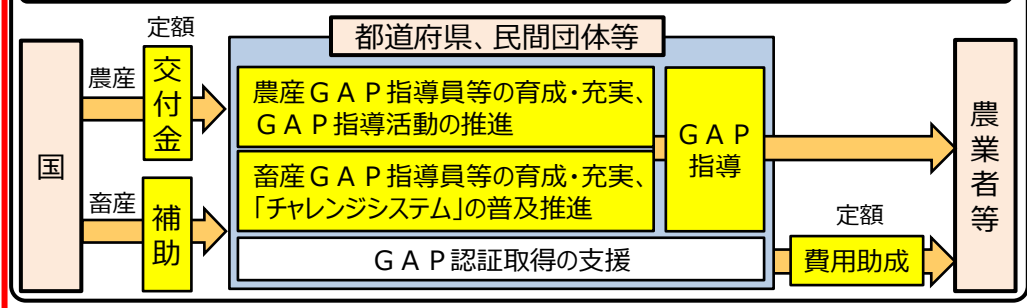 定額
都道府県、民間団体等
国
農産
交付金
農産ＧＡＰ指導員等の育成・充実、
ＧＡＰ指導活動の推進
ＧＡＰ
指導
農業者等
畜産
補助
畜産ＧＡＰ指導員等の育成・充実、
「チャレンジシステム」の普及推進
定額
ＧＡＰ認証取得の支援
費用助成